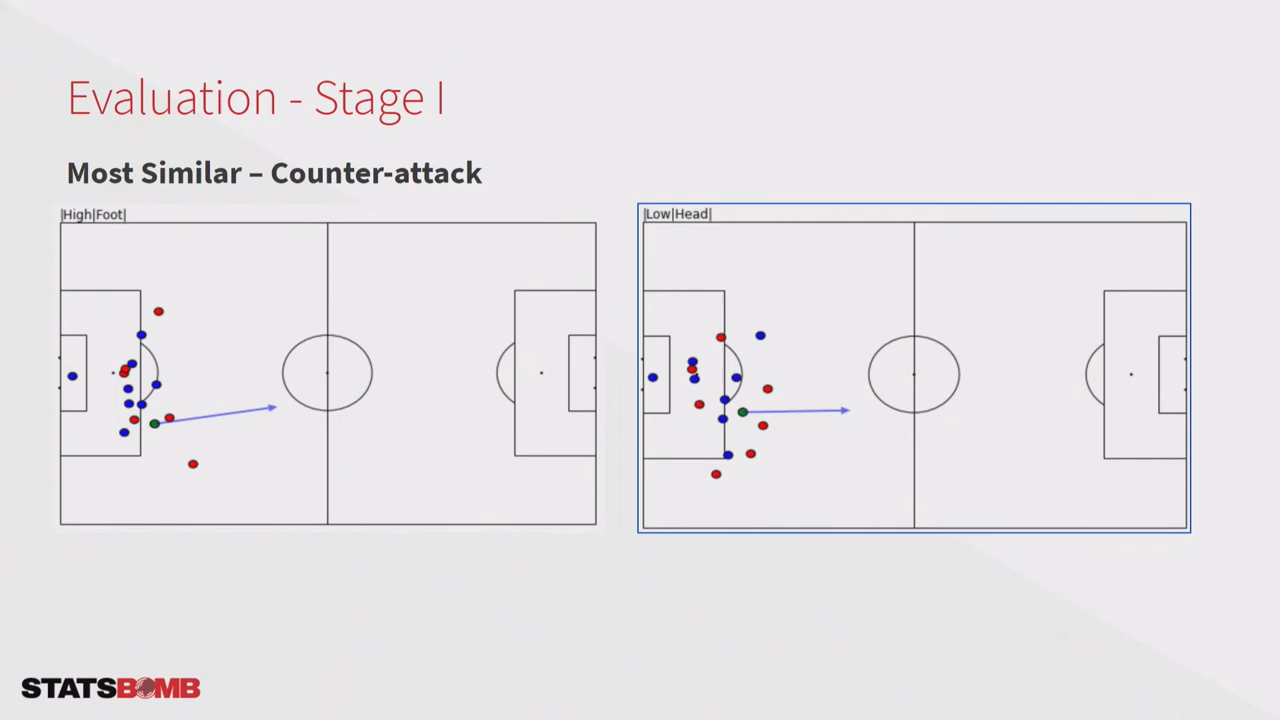 Evaluation - Stage I
Most Similar – Counter-attack
|High|Foot|
|Low|Head|
STATSBOMB